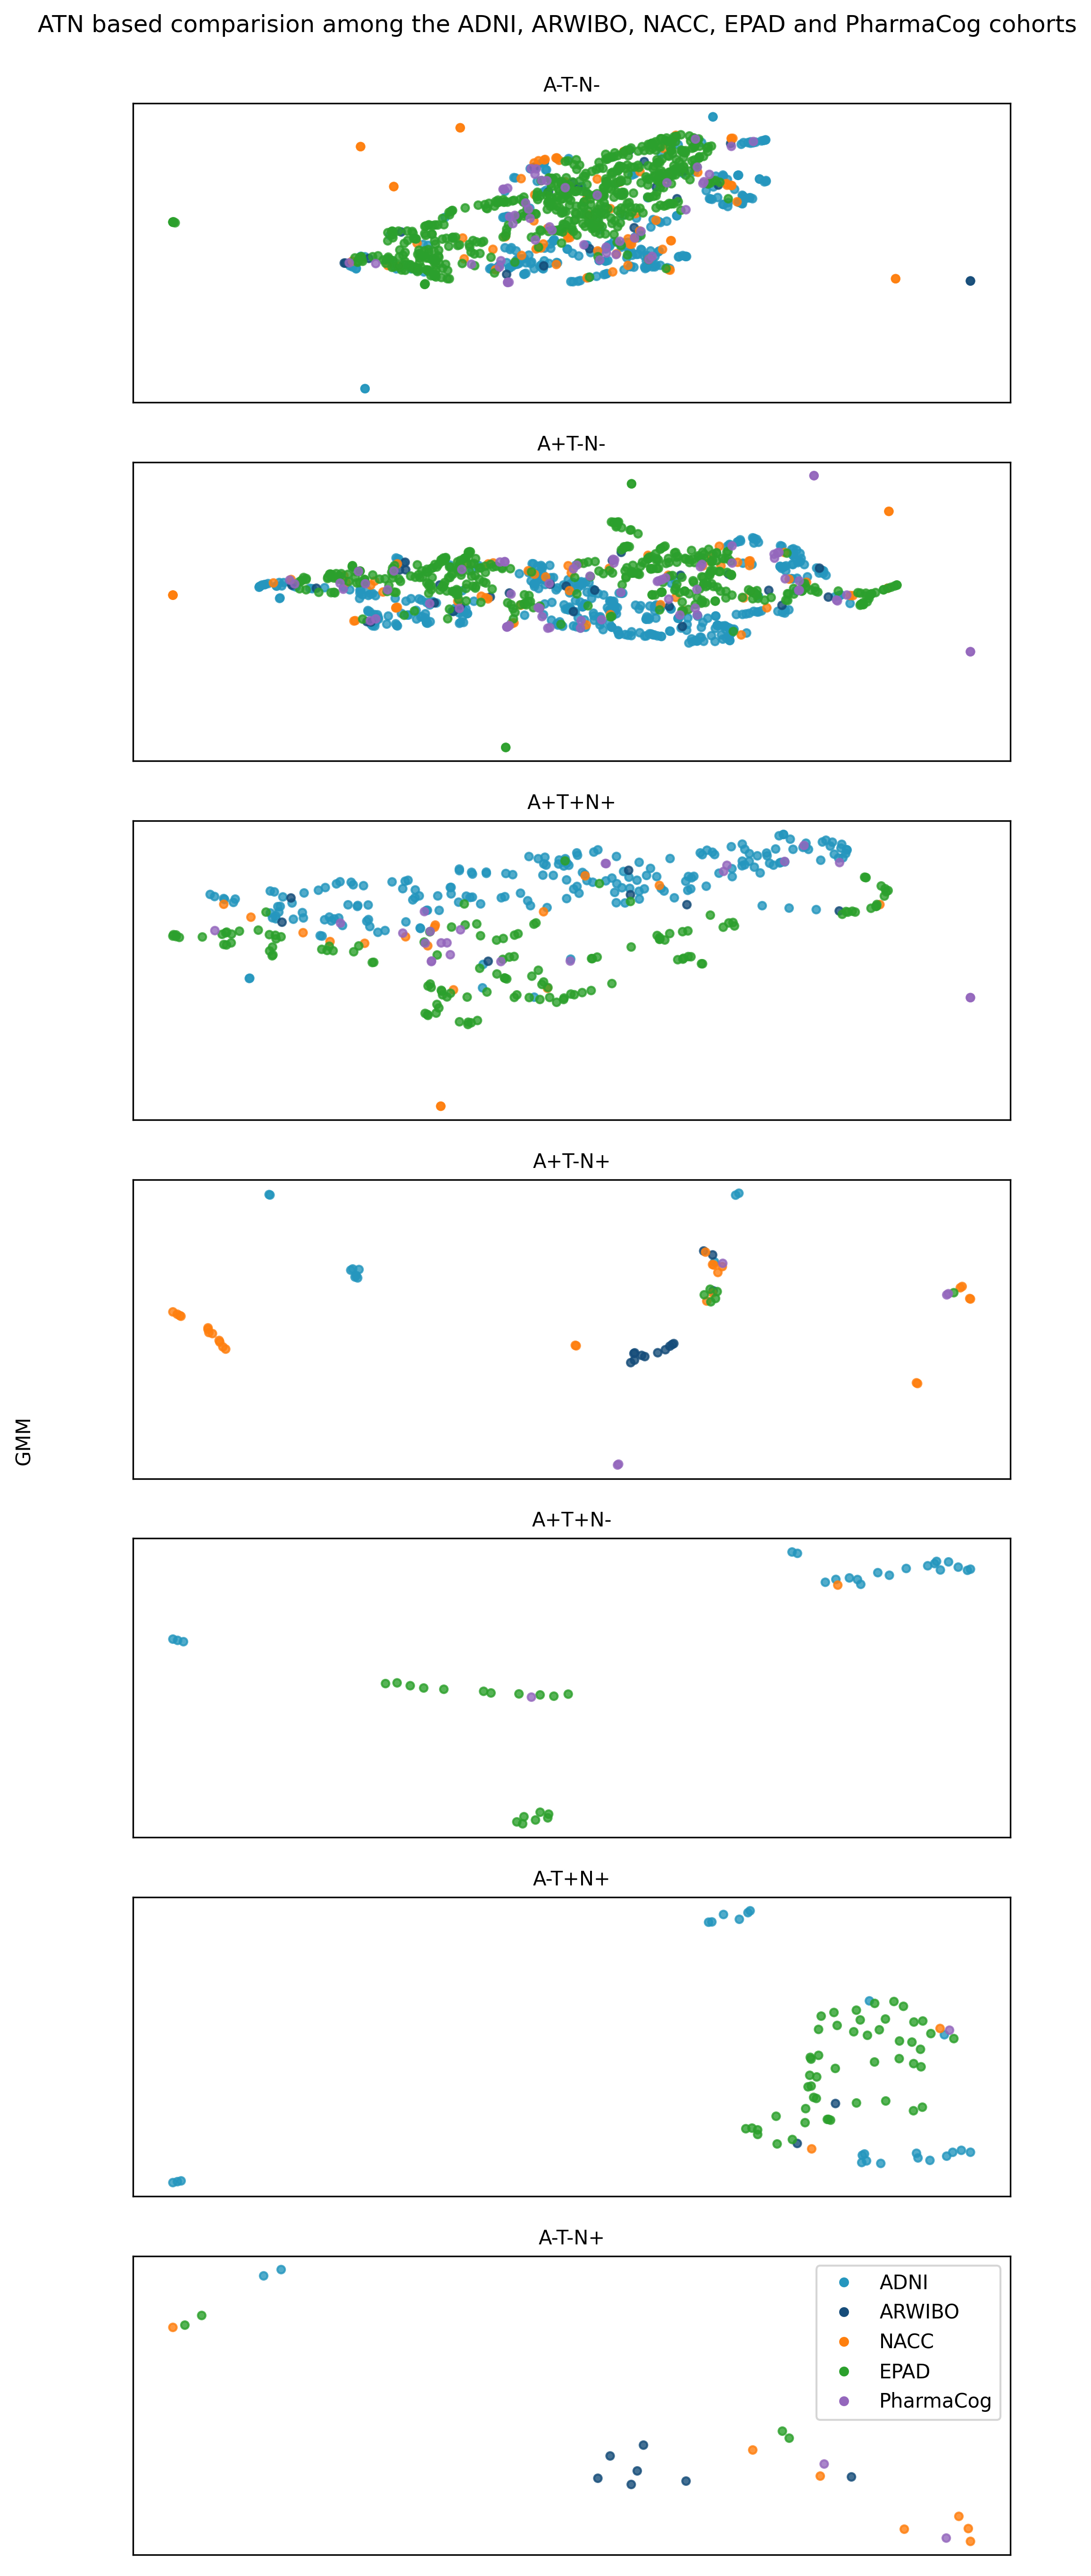 ATN based comparision among the ADNI, ARWIBO, NACC, EPAD and PharmaCog cohorts
A-T-N-
A+T-N-
A+T+N+
A+T-N+
GMM
A+T+N-
A-T+N+
A-T-N+
ADNI
ARWIBO
NACC
EPAD
PharmaCog